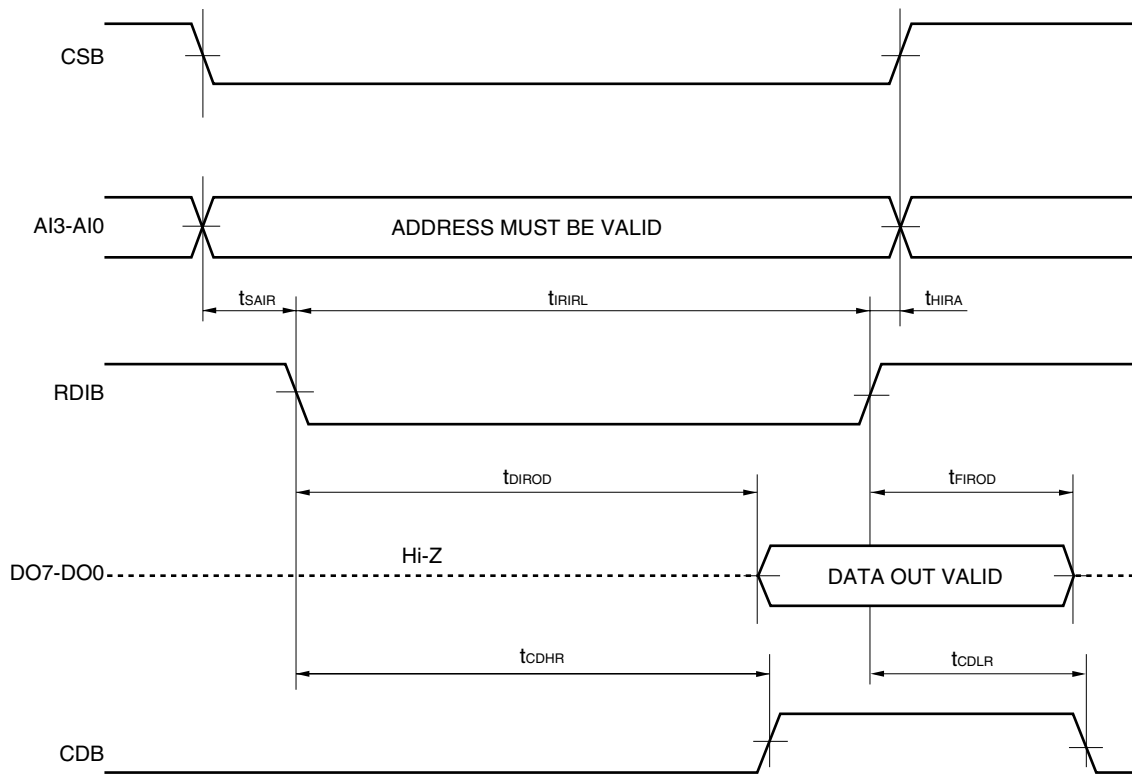 CSB
AI3-AI0
ADDRESS MUST BE VALID
tSAIR
tIRIRL
tHIRA
RDIB
tDIROD
tFIROD
Hi-Z
DO7-DO0
DATA OUT VALID
tCDHR
tCDLR
CDB